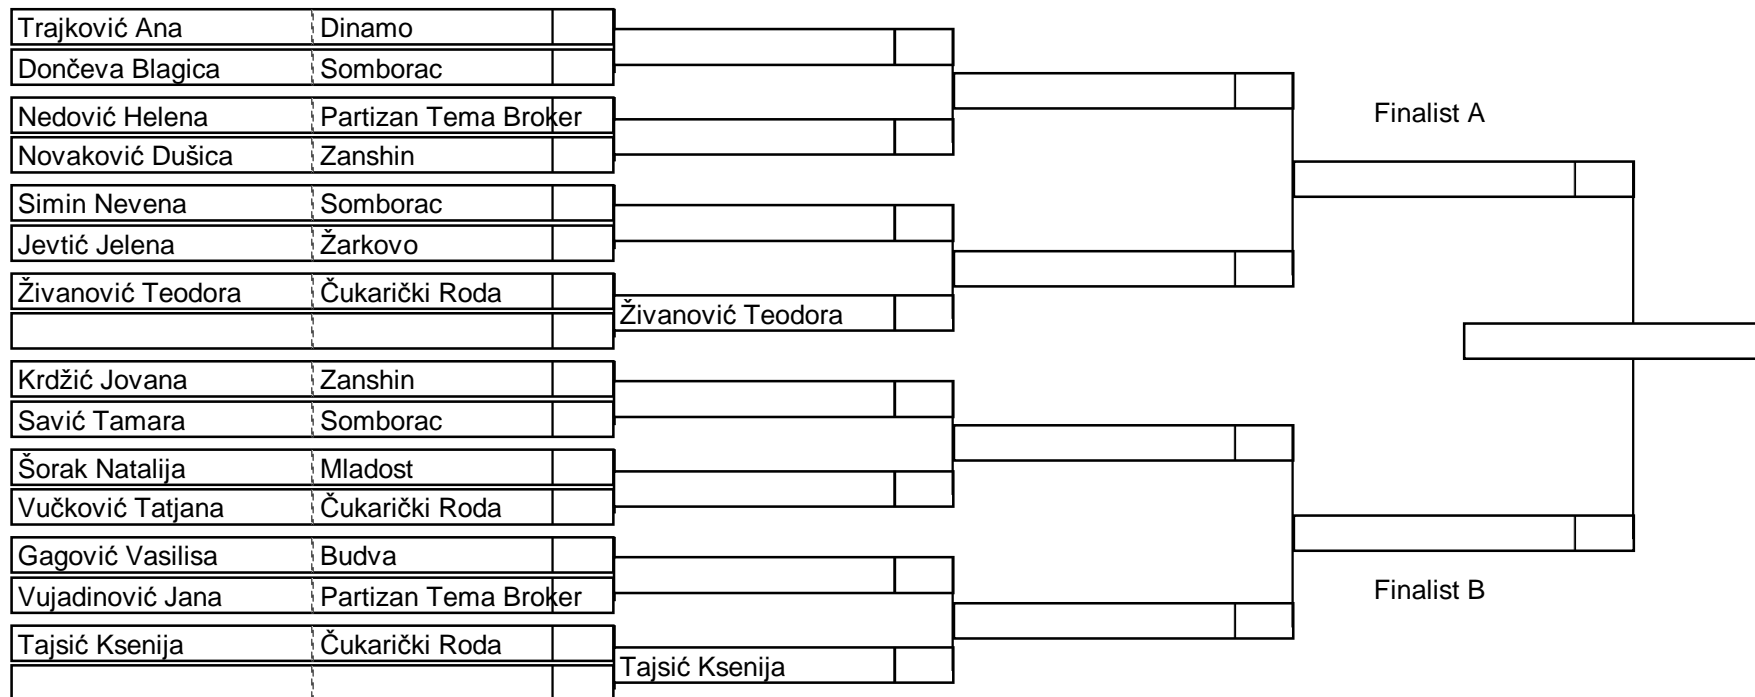 Trajković Ana Dinamo
Dončeva Blagica Somborac
Nedović Helena Partizan Tema Broker Finalist A
Novaković Dušica Zanshin
Simin Nevena Somborac
Jevtić Jelena Žarkovo
Živanović Teodora Čukarički Roda
Živanović Teodora
Krdžić Jovana Zanshin
Savić Tamara Somborac
Šorak Natalija Mladost
Vučković Tatjana Čukarički Roda
Gagović Vasilisa Budva
Vujadinović Jana Partizan Tema Broker Finalist B
Tajsić Ksenija Čukarički Roda
Tajsić Ksenija